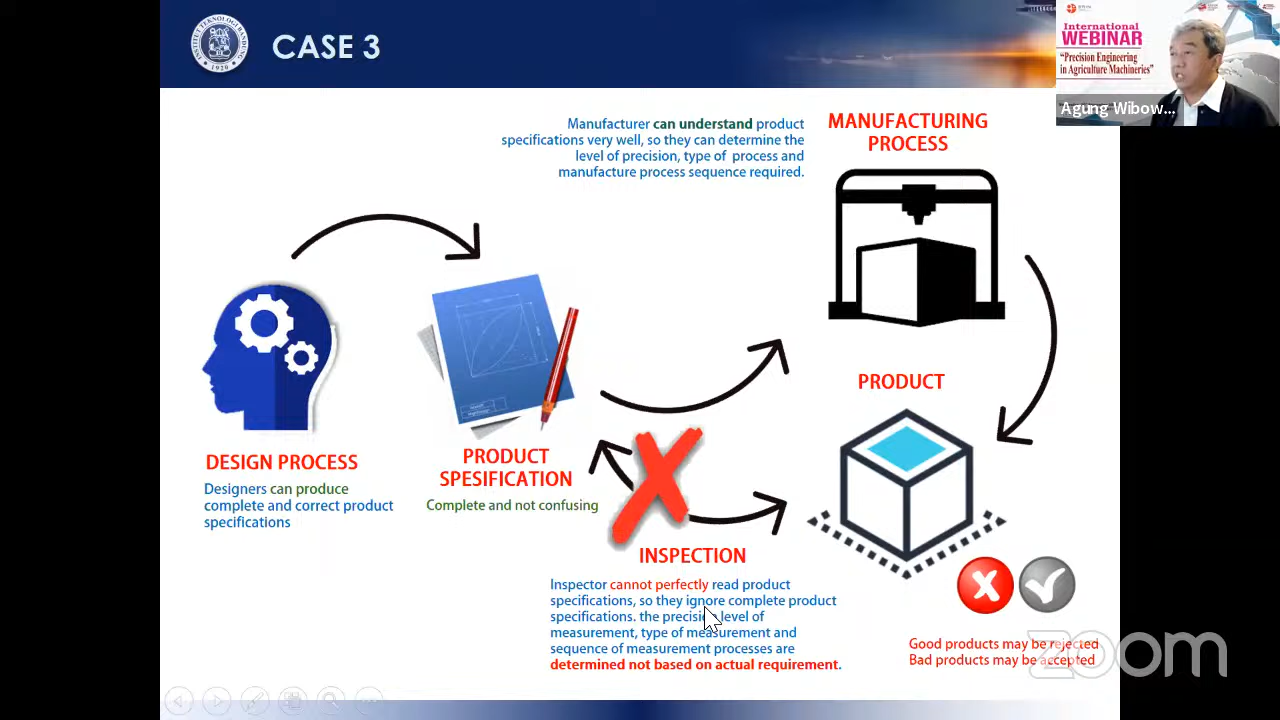 CASE 3
International
WEBINAR
"Precision Engineering
in Agriculture Machineries"
Agung Wibow...
Manufacturer can understand product
specifications very well, so they can determine the
level of precision, type of process and
manufacture process sequence required.
MANUFACTURING
PROCESS
PRODUCT
DESIGN PROCESS
Designers can produce
complete and correct product
specifications
PRODUCT
SPESIFICATION
Complete and not confusing
INSPECTION
Inspector cannot perfectly read product
specifications, so they ignore complete product
specifications. the precision level of
measurement, type of measurement and
sequence of measurement processes are
determined not based on actual requirement.
Good products may be rejected
Bad products may be accepted
zoom